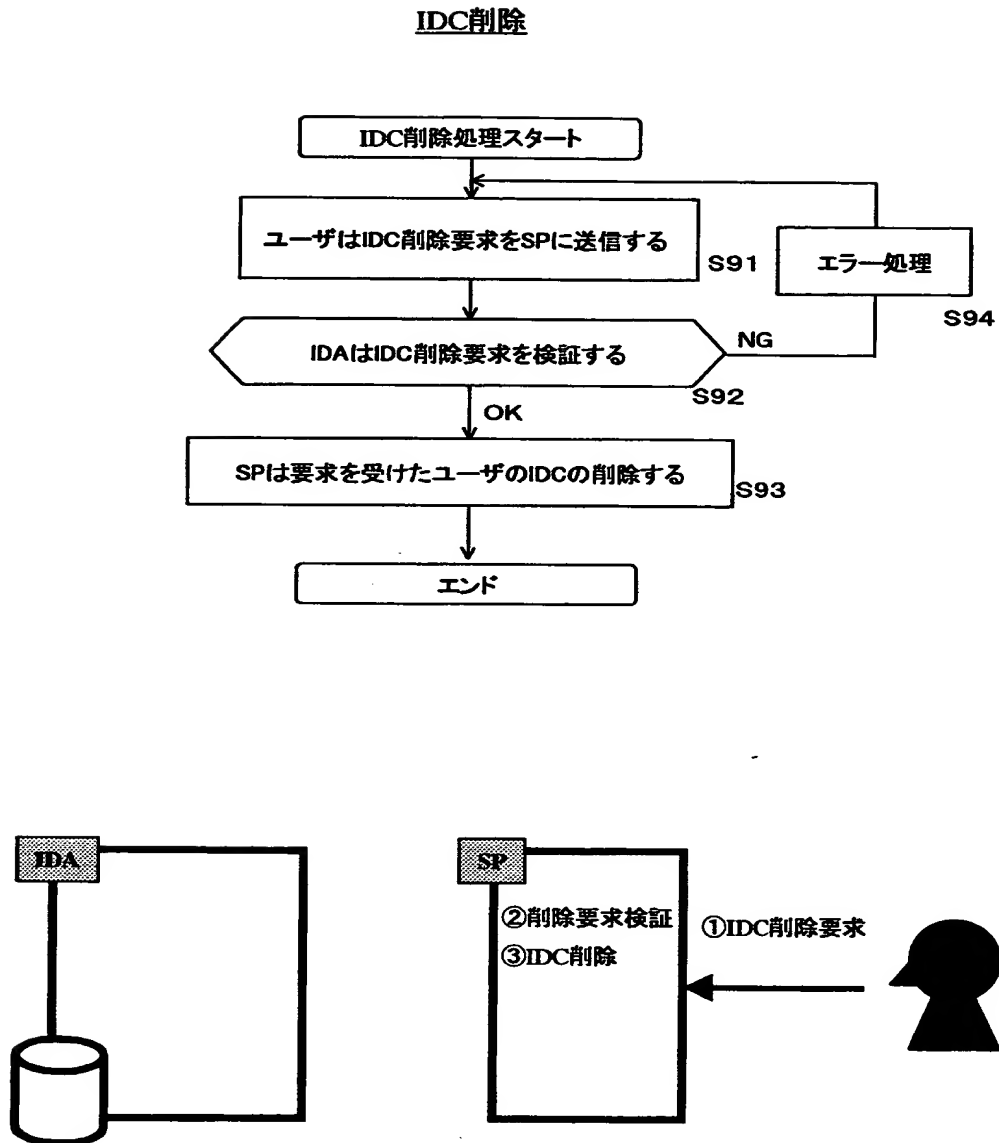 IDC削除
IDC削除処理スタート
ユーザはIDC削除要求をSPに送信する
S91
エラー処理
S94
IDAはIDC削除要求を検証する
NG
S92
OK
SPは要求を受けたユーザのIDCの削除する
S93
エンド
IDA
SP
②削除要求検証
③IDC削除
①IDC削除要求